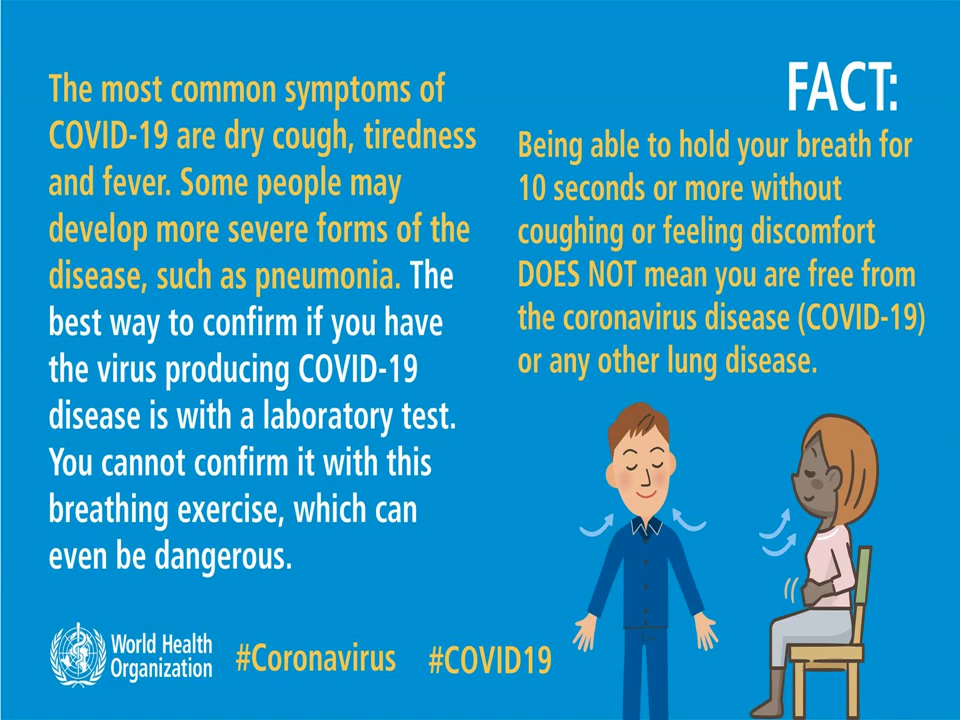 The most common symptoms of
COVID-19 are dry cough, tiredness
and fever. Some people may
develop more severe forms of the
disease, such as pneumonia. The
best way to confirm if you have
the virus producing COVID-19
disease is with a laboratory test.
You cannot confirm it with this
breathing exercise, which can
even be dangerous.
FACT:
Being able to hold your breath for
10 seconds or more without
coughing or feeling discomfort
DOES NOT mean you are free from
the coronavirus disease (COVID-19)
or any other lung disease.
World Health
Organization
#Coronavirus #COVID19